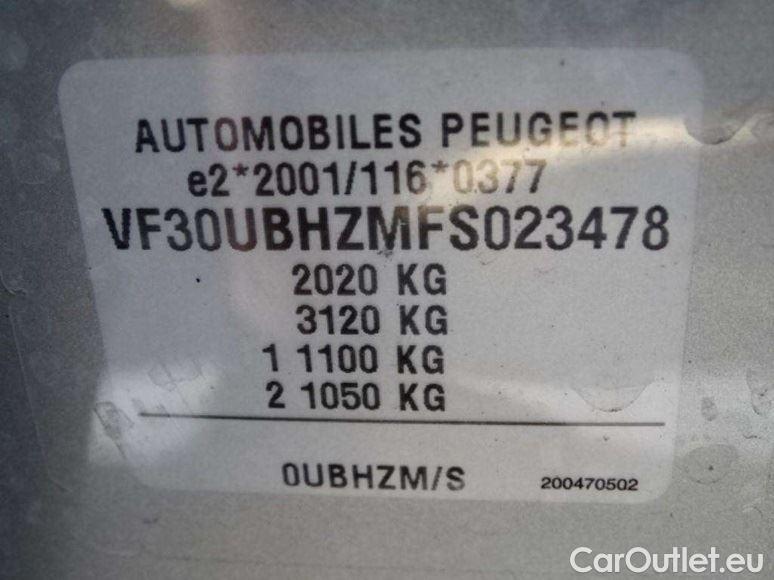 AUTOMOBILES PEUGEOT
e2*2001/116*0377
VF30UBHZMFS023478
2020 KG
3120 KG
1 1100 KG
2 1050 KG
0UBHZM/S 200470502
CarOutlet.eu